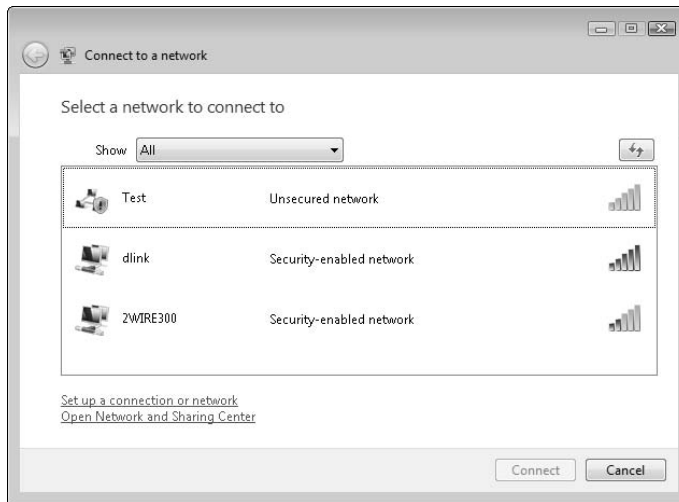 Connect to a network
Select a network to connect to
Show All
Test Unsecured network
dlink Security-enabled network
2WIRE300 Security-enabled network
Set up a connection or network
Open Network and Sharing Center
Connect Cancel